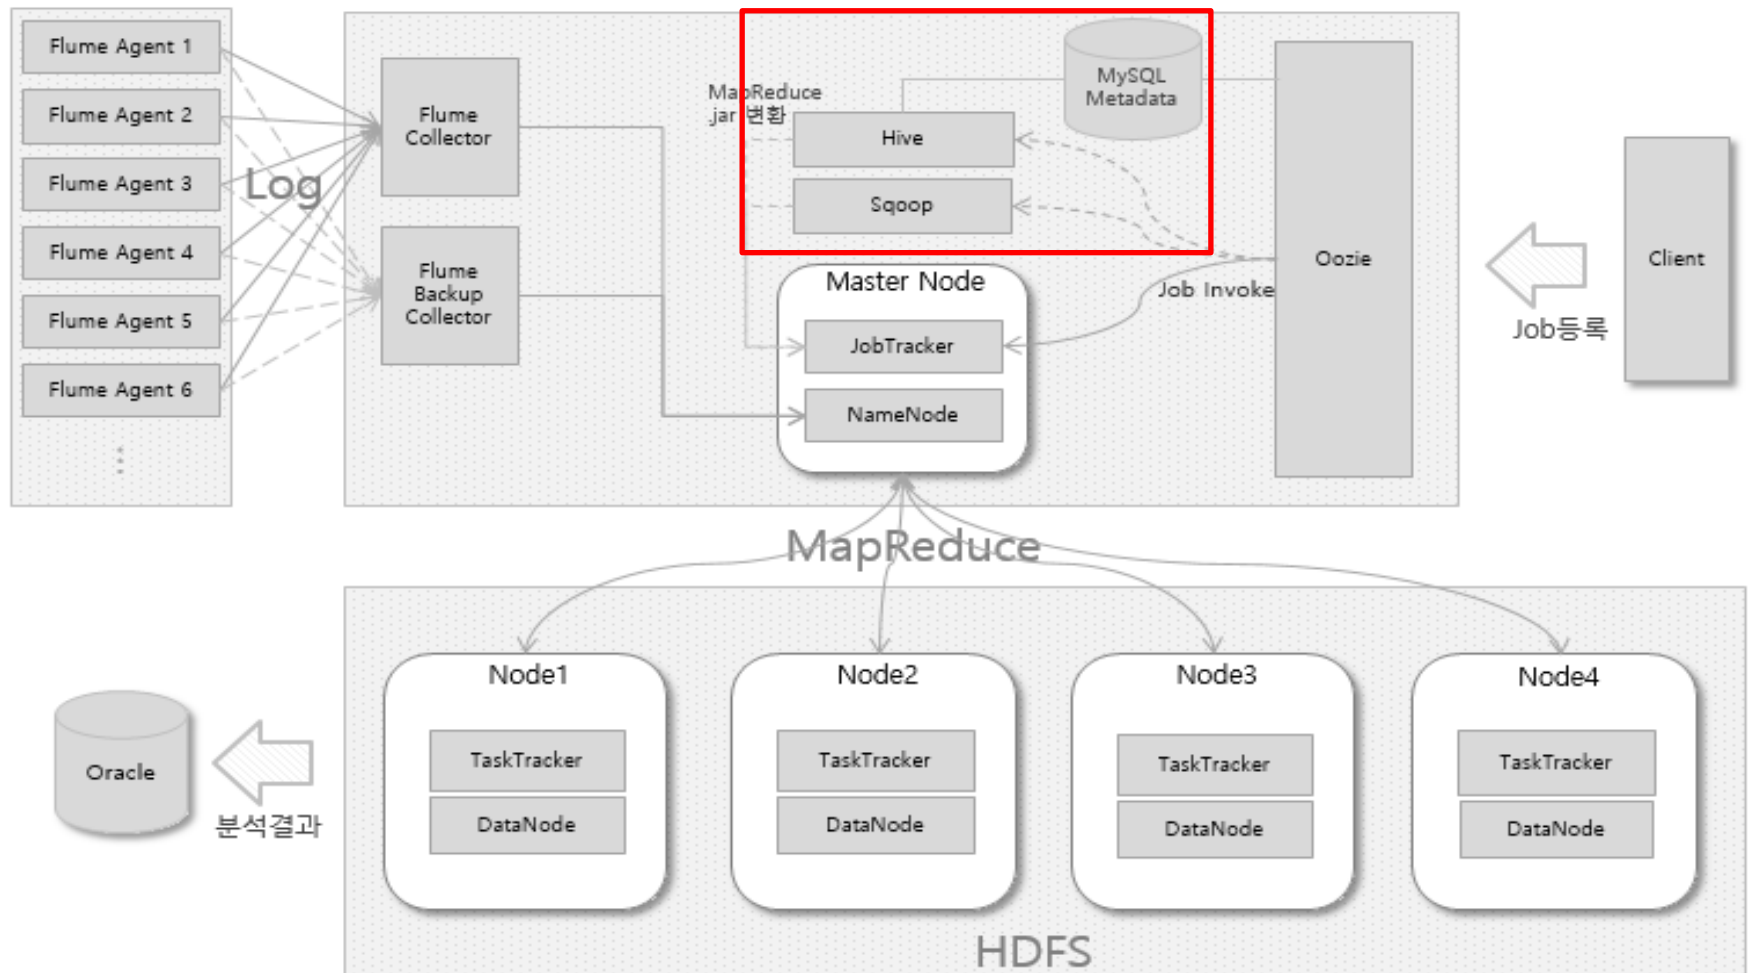 Flume Agent 1
Flume Agent 2
Flume Agent 3
Flume Agent 4
Flume Agent 5
Flume Agent 6
Log
Flume
Collector
Flume
Backup
Collector
MapReduce
.jar 변환
Hive
Sqoop
MySQL
Metadata
Master Node
JobTracker
NameNode
Job Invoke
Oozie
Job등록
Client
MapReduce
Node1
TaskTracker
DataNode
Node2
TaskTracker
DataNode
Node3
TaskTracker
DataNode
Node4
TaskTracker
DataNode
Oracle
분석결과
HDFS